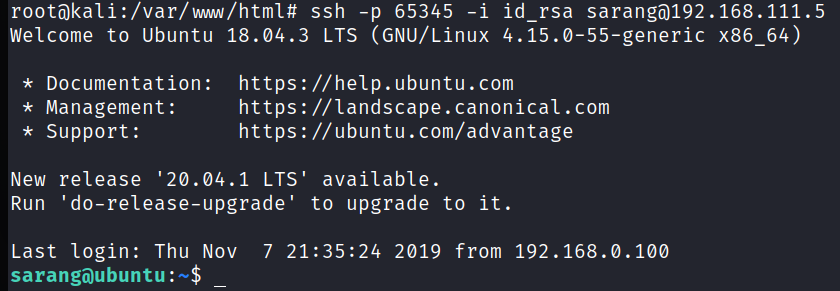 root@kali:/var/www/html# ssh -p 65345 -i id_rsa sarang@192.168.111.5
Welcome to Ubuntu 18.04.3 LTS (GNU/Linux 4.15.0-55-generic x86_64)
* Documentation:  https://help.ubuntu.com
* Management:     https://landscape.canonical.com
* Support:        https://ubuntu.com/advantage
New release '20.04.1 LTS' available.
Run 'do-release-upgrade' to upgrade to it.
Last login: Thu Nov  7 21:35:24 2019 from 192.168.0.100
sarang@ubuntu:~$ _